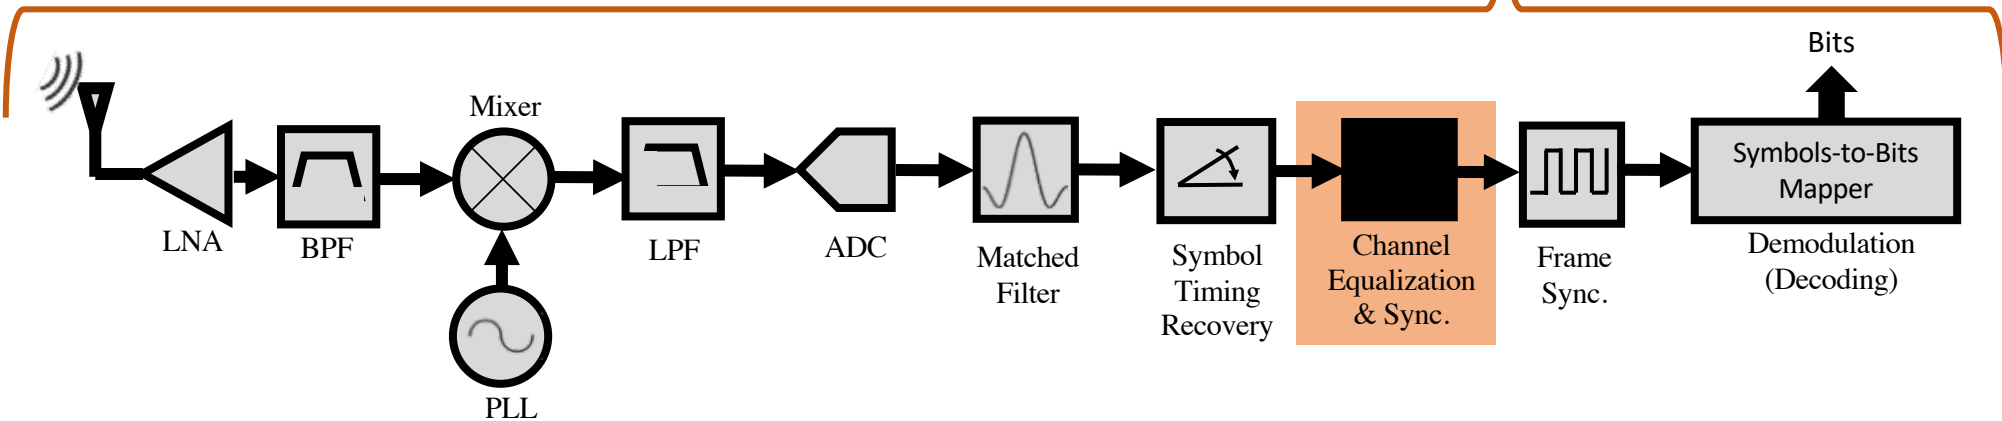 Bits
Mixer
Symbols-to-Bits
Mapper
LNA
BPF
LPF
ADC
Matched
Filter
Symbol
Timing
Recovery
Channel
Equalization
& Sync.
Frame
Sync.
Demodulation
(Decoding)
PLL